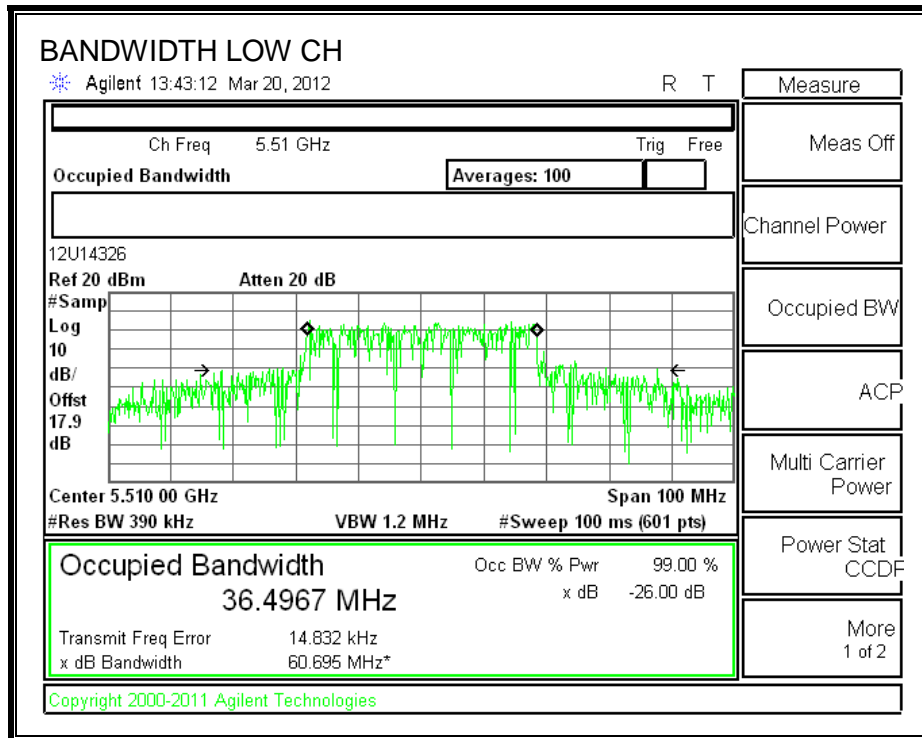 BANDWIDTH LOW CH
Agilent 13:43:12 Mar 20, 2012 R T
Measure
Ch Freq 5.51 GHz Trig Free
Meas Off
Occupied Bandwidth Averages: 100
Channel Power
12U14326
Ref 20 dBm Atten 20 dB
#Samp
Log
10
dB/
Offst
17.9
dB
Occupied BW
ACP
Multi Carrier
Power
Center 5.510 00 GHz Span 100 MHz
#Res BW 390 kHz VBW 1.2 MHz #Sweep 100 ms (601 pts)
Power Stat
CCDF
Occupied Bandwidth Occ BW % Pwr 99.00 %
36.4967 MHz x dB -26.00 dB
Transmit Freq Error 14.832 kHz
x dB Bandwidth 60.695 MHz*
More
1 of 2
Copyright 2000-2011 Agilent Technologies